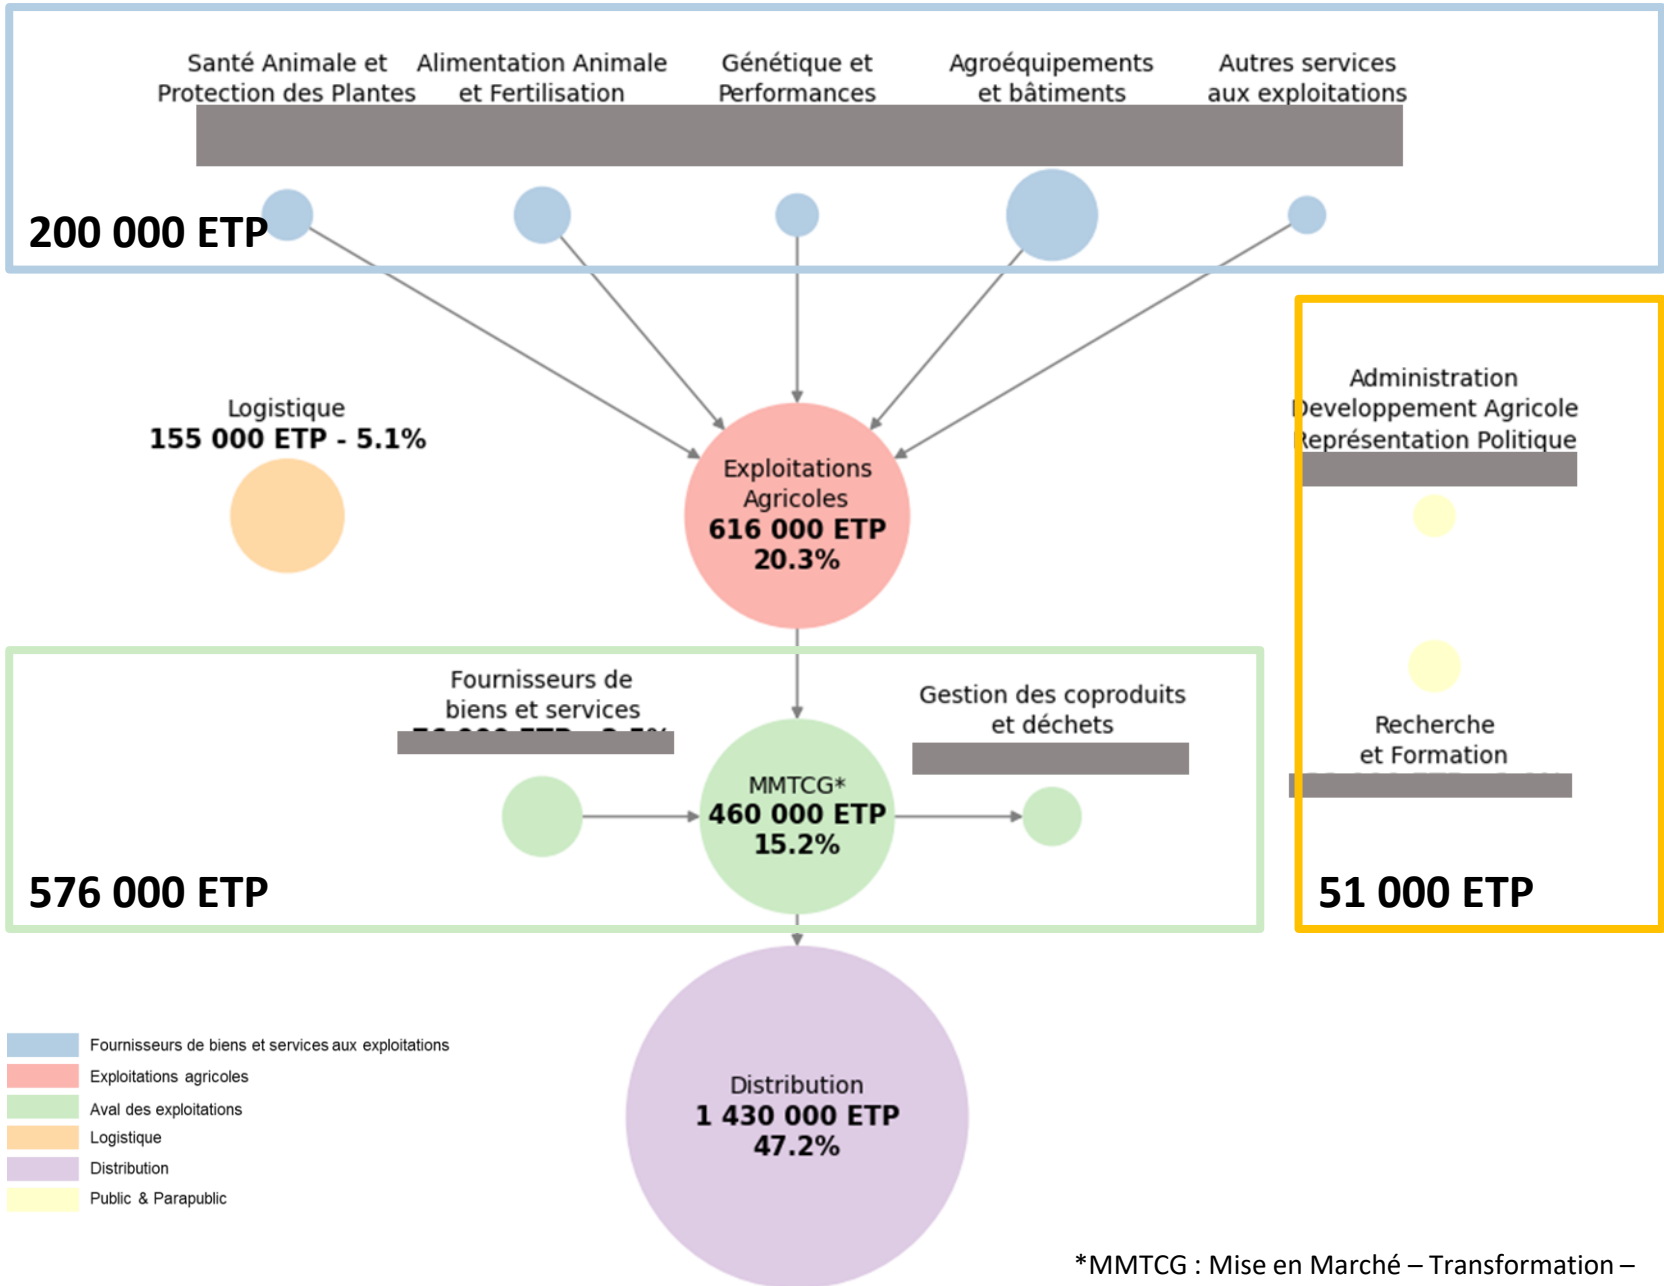 Santé Animale et
Protection des Plantes
Alimentation Animale
et Fertilisation
Génétique et
Performances
Agroéquipements
et bâtiments
Autres services
aux exploitations
200 000 ETP
Logistique
155 000 ETP - 5.1%
Administration
Developpement Agricole
Représentation Politique
Exploitations
Agricoles
616 000 ETP
20.3%
Fournisseurs de
biens et services
Gestion des coproduits
et déchets
Recherche
et Formation
MMTCG*
460 000 ETP
15.2%
576 000 ETP
51 000 ETP
Distribution
1 430 000 ETP
47.2%
Fournisseurs de biens et services aux exploitations
Exploitations agricoles
Aval des exploitations
Logistique
Distribution
Public & Parapublic
*MMTCG : Mise en Marché – Transformation –